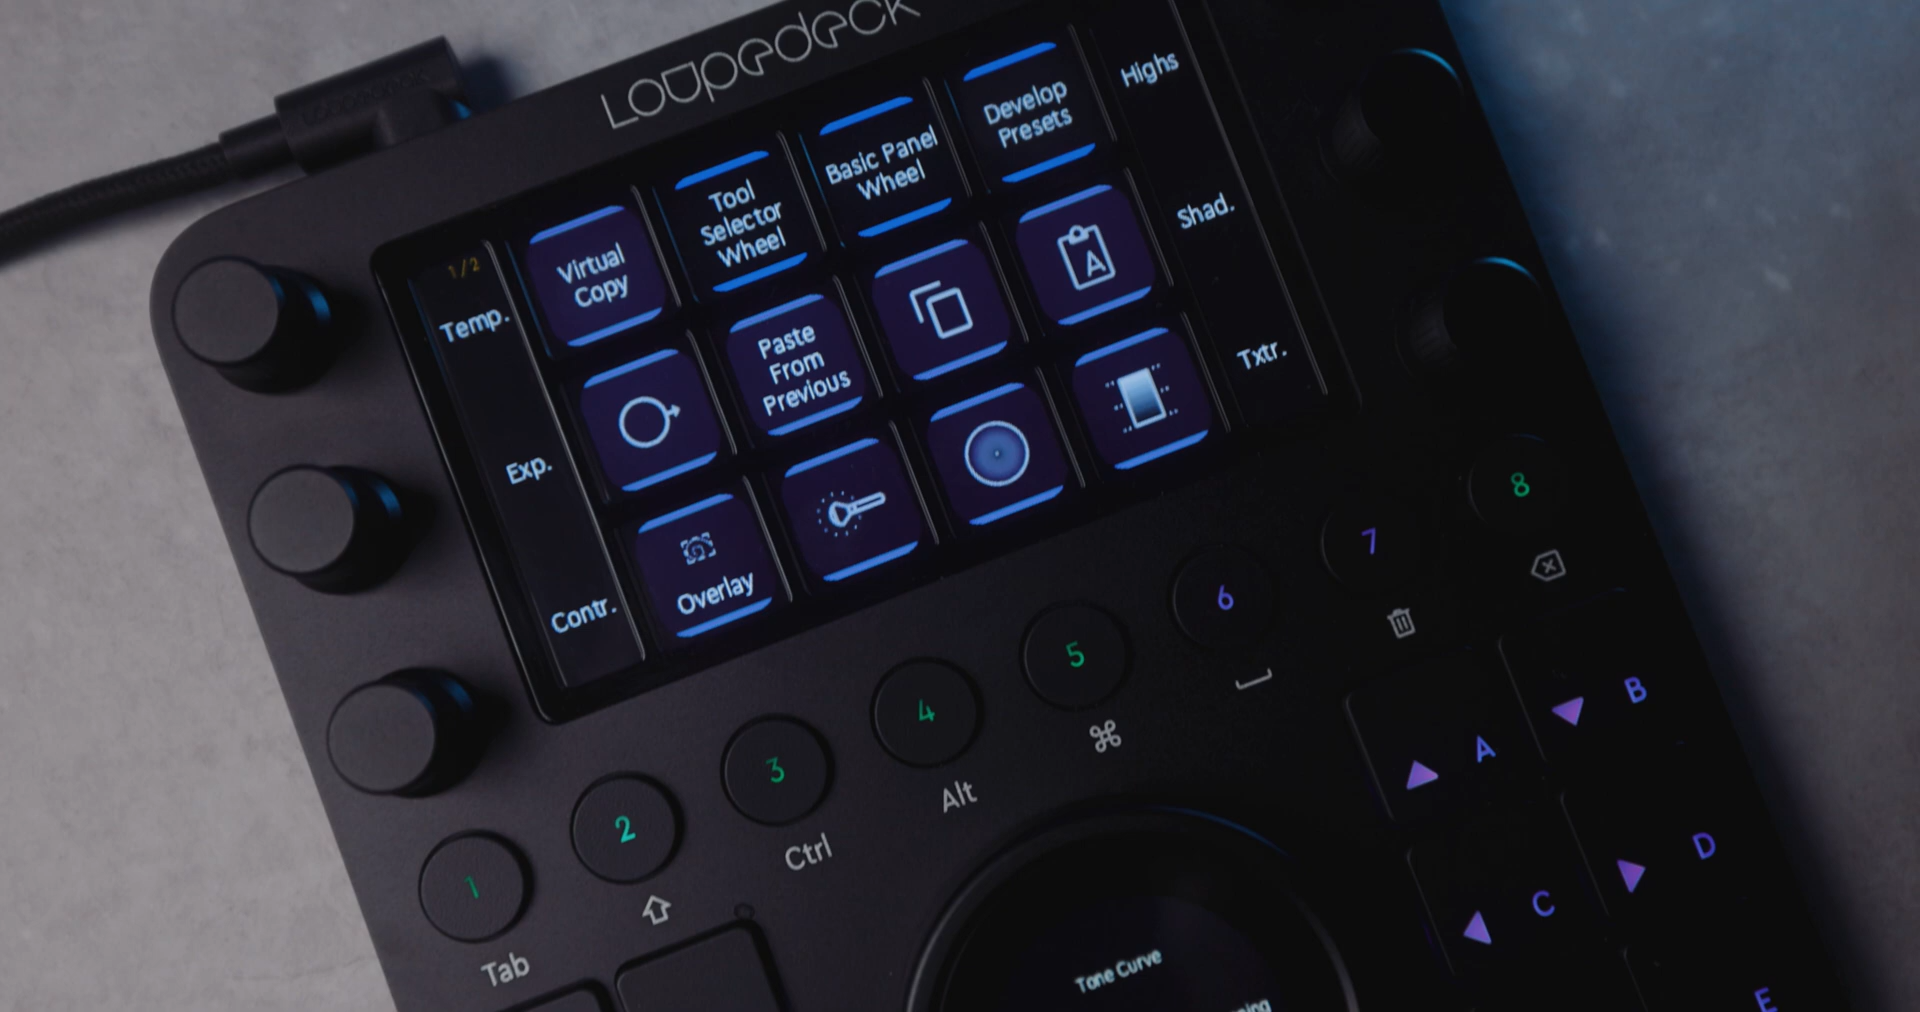 Loupedeck
1/2
Temp.
Exp.
Contr.
Virtual
Copy
Tool
Selector
Wheel
Basic Panel
Wheel
Develop
Presets
Paste
From
Previous
A
Overlay
Highs
Shad.
Txtr.
1
2
3
4
5
6
7
8
Tab
Ctrl
Alt
⌘
A
B
C
D
E
Tone Curve